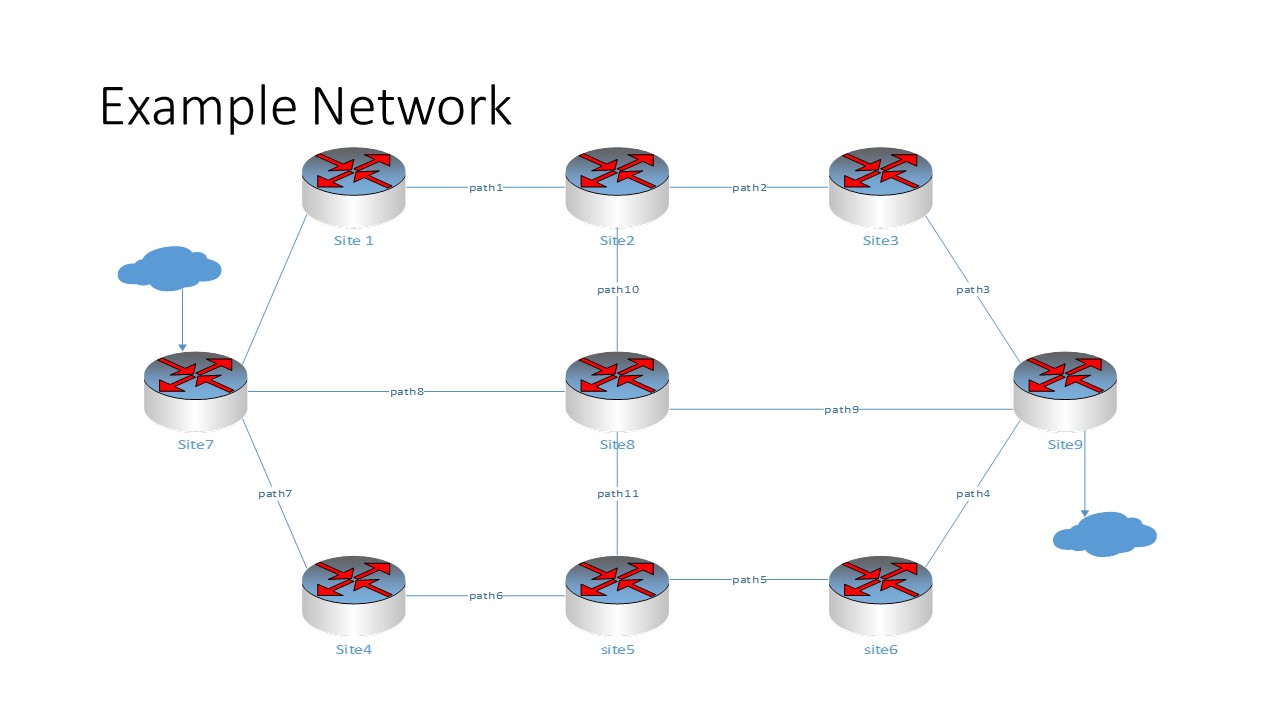 Example Network
path1
path2
Site 1
Site2
Site3
path10
path3
path8
path9
Site7
Site8
Site9
path7
path11
path4
path5
path6
Site4
site5
site6